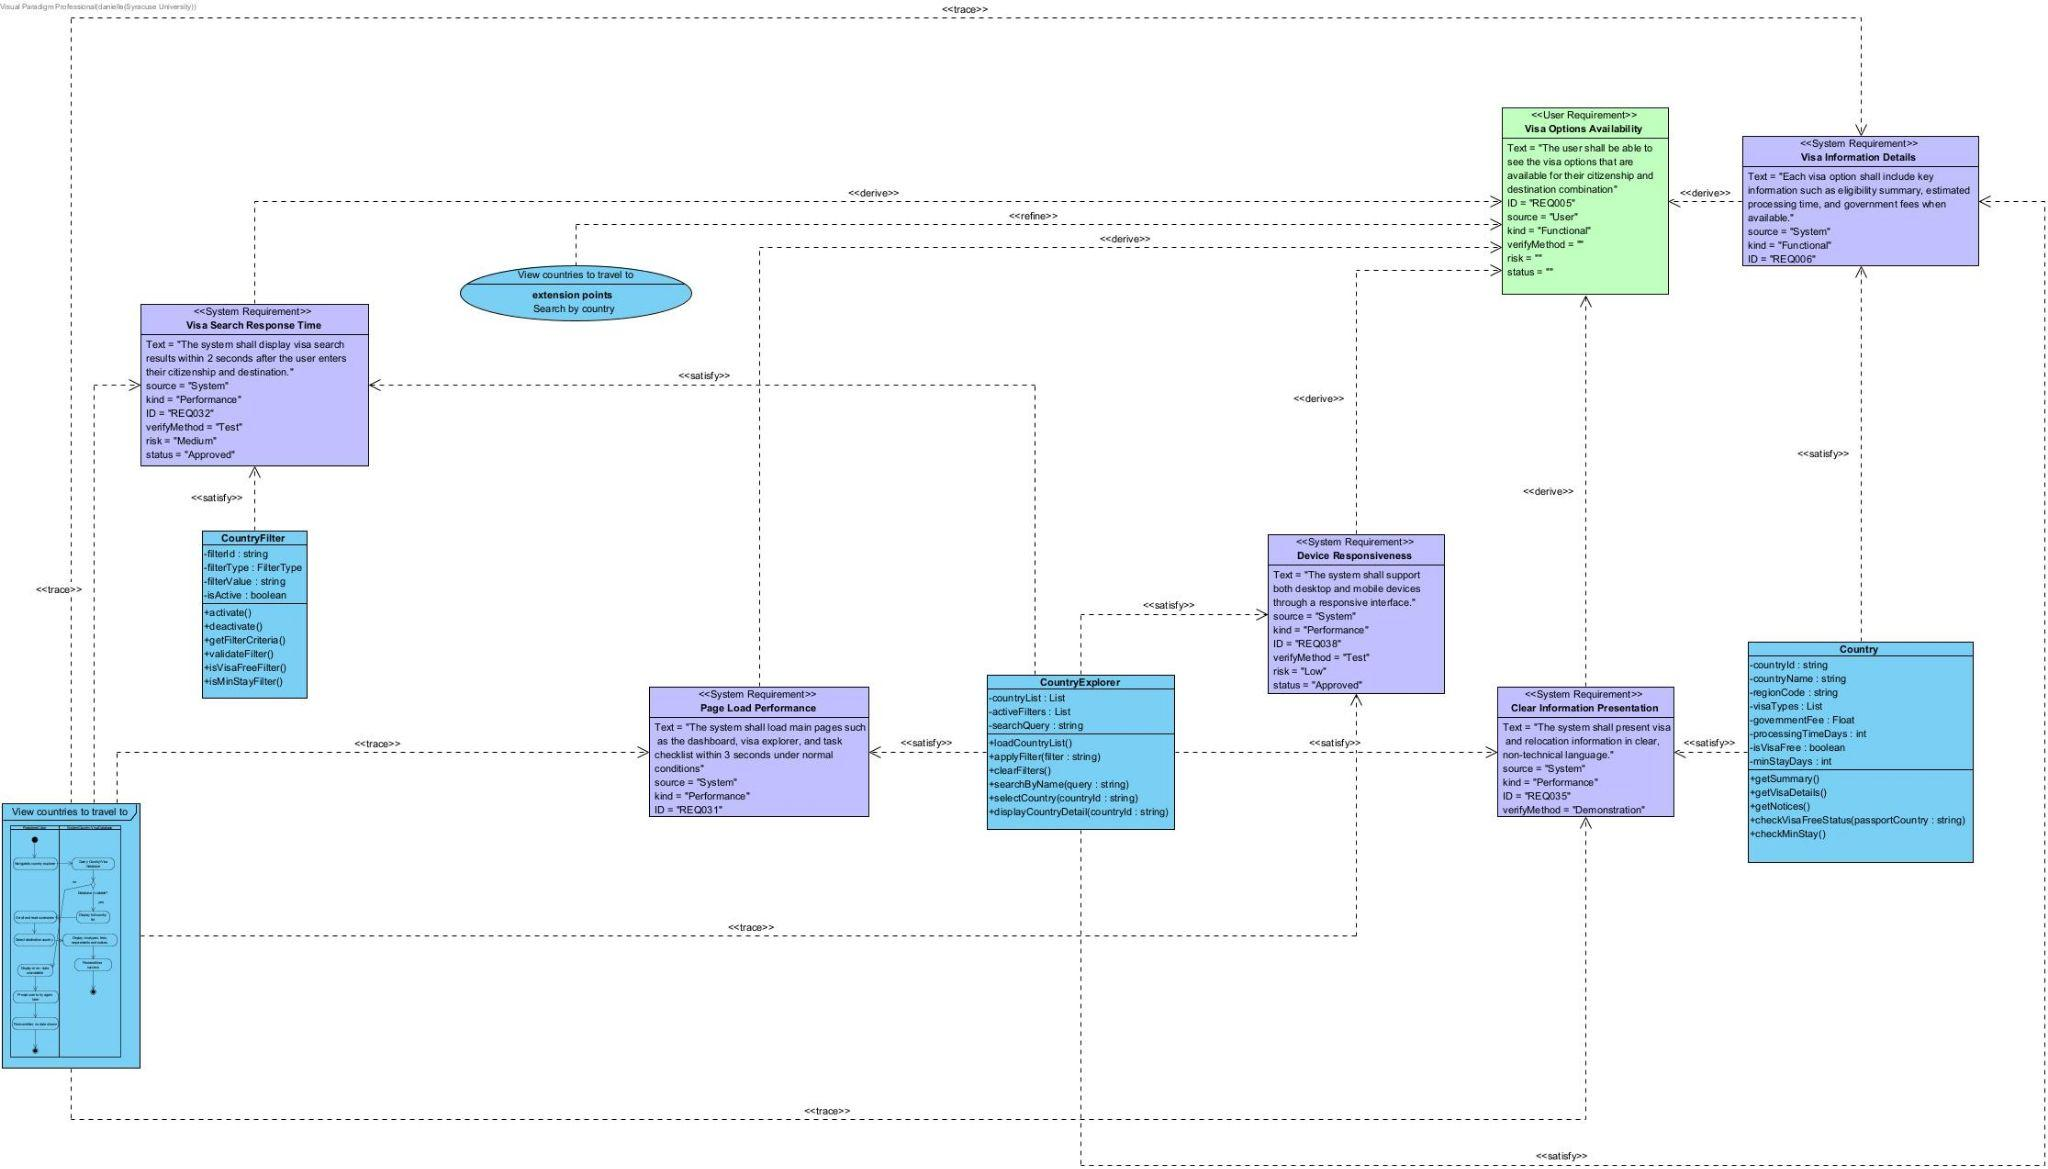 Visual Paradigm Professional(danielle(Syracuse University))
<<trace>>
<<User Requirement>>
Visa Options Availability
Text = "The user shall be able to
see the visa options that are
available for their citizenship and
destination combination"
ID = "REQ005"
source = "User"
kind = "Functional"
verifyMethod = ""
risk = ""
status = ""
<<System Requirement>>
Visa Information Details
Text = "Each visa option shall include key
information such as eligibility summary, estimated
processing time, and government fees when
available."
source = "System"
kind = "Functional"
ID = "REQ006"
<<derive>>
<<derive>>
<<refine>>
<<derive>>
View countries to travel to
extension points
Search by country
<<System Requirement>>
Visa Search Response Time
Text = "The system shall display visa search
results within 2 seconds after the user enters
their citizenship and destination."
source = "System"
kind = "Performance"
ID = "REQ032"
verifyMethod = "Test"
risk = "Medium"
status = "Approved"
<<satisfy>>
<<derive>>
<<satisfy>>
<<derive>>
<<satisfy>>
CountryFilter
-filterId : string
-filterType : FilterType
-filterValue : string
-isActive : boolean
+activate()
+deactivate()
+getFilterCriteria()
+validateFilter()
+isVisaFreeFilter()
+isMinStayFilter()
<<trace>>
<<System Requirement>>
Device Responsiveness
Text = "The system shall support
both desktop and mobile devices
through a responsive interface."
source = "System"
kind = "Performance"
ID = "REQ038"
verifyMethod = "Test"
risk = "Low"
status = "Approved"
<<satisfy>>
<<System Requirement>>
Page Load Performance
Text = "The system shall load main pages such
as the dashboard, visa explorer, and task
checklist within 3 seconds under normal
conditions"
source = "System"
kind = "Performance"
ID = "REQ031"
<<trace>>
<<satisfy>>
CountryExplorer
-countryList : List
-activeFilters : List
-searchQuery : string
+loadCountryList()
+applyFilter(filter : string)
+clearFilters()
+searchByName(query : string)
+selectCountry(countryId : string)
+displayCountryDetail(countryId : string)
<<satisfy>>
<<System Requirement>>
Clear Information Presentation
Text = "The system shall present visa
and relocation information in clear,
non-technical language."
source = "System"
kind = "Performance"
ID = "REQ035"
verifyMethod = "Demonstration"
<<satisfy>>
Country
-countryId : string
-countryName : string
-regionCode : string
-visaTypes : List
-governmentFee : Float
-processingTimeDays : int
-isVisaFree : boolean
-minStayDays : int
+getSummary()
+getVisaDetails()
+getNotices()
+checkVisaFreeStatus(passportCountry : string)
+checkMinStay()
View countries to travel to
<<trace>>
<<trace>>
<<satisfy>>